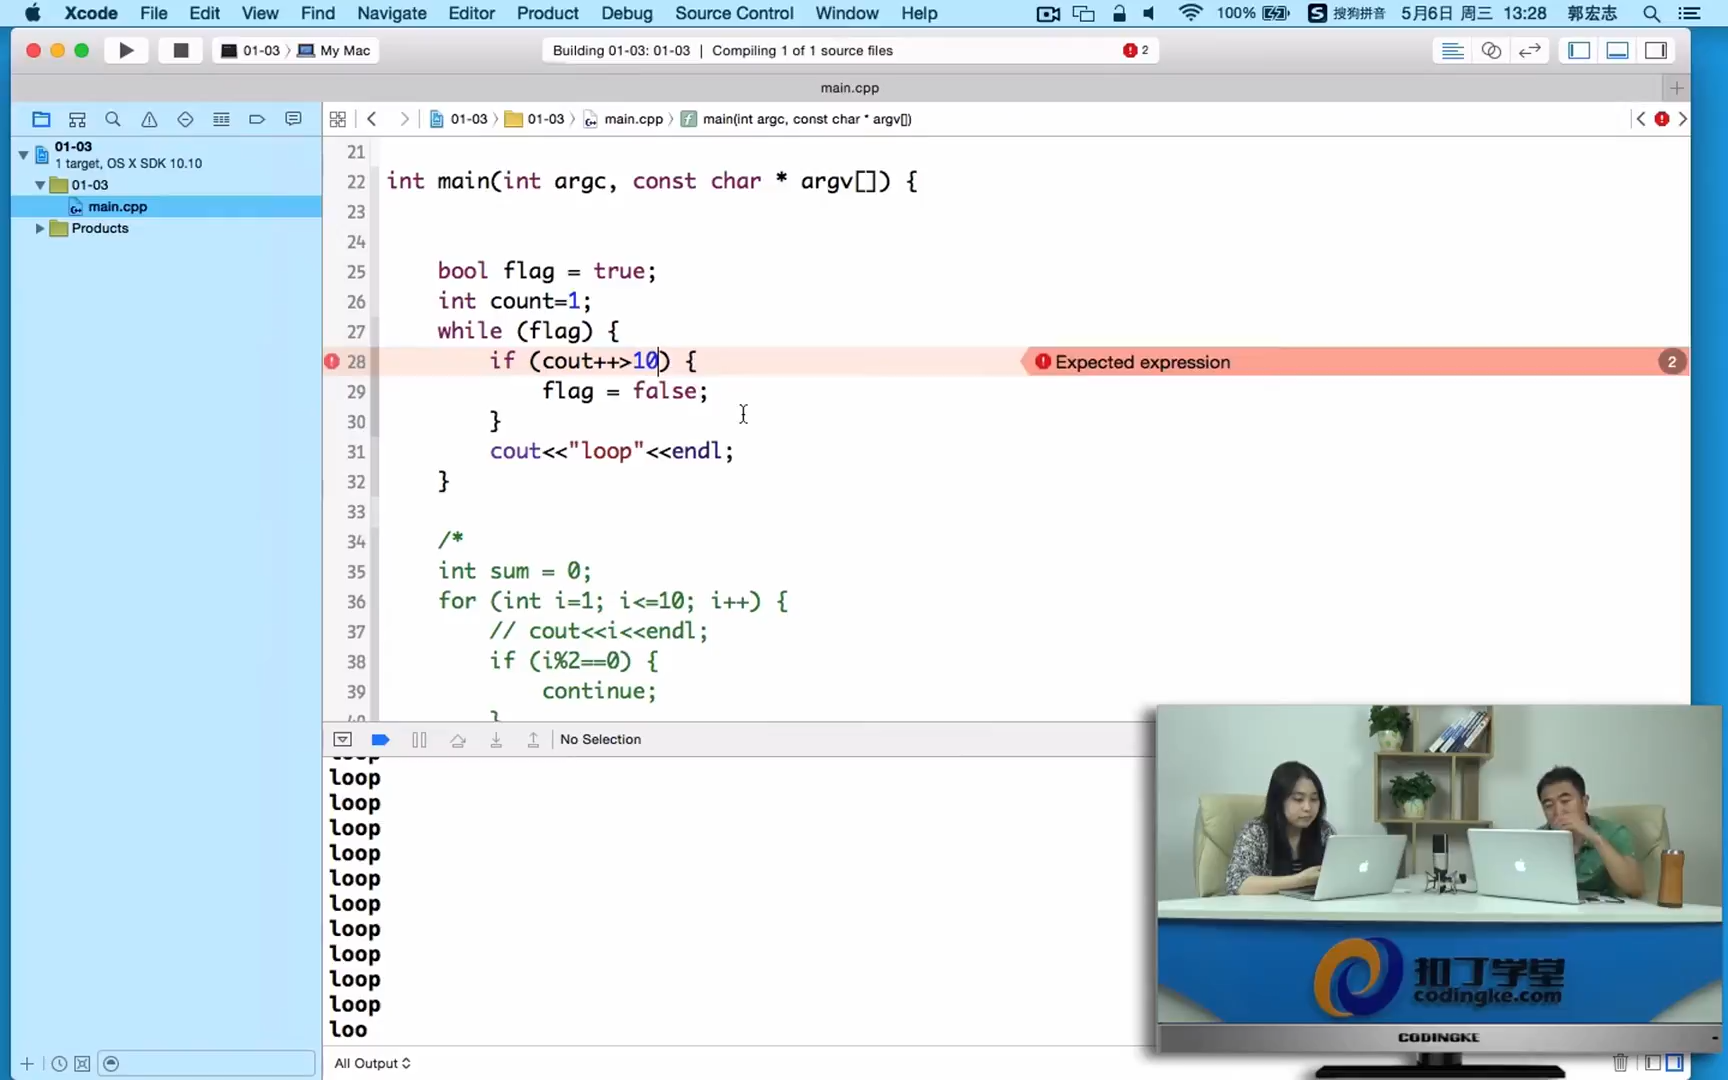 Xcode File Edit View Find Navigate Editor Product Debug Source Control Window Help 100% S 搜狗拼音 5月6日 周三 13:28 郭宏志
01-03 〉 My Mac Building 01-03: 01-03 | Compiling 1 of 1 source files 2
main.cpp
01-03 〉 01-03 〉 main.cpp 〉 main(int argc, const char * argv[])
01-03
1 target, OS X SDK 10.10
01-03
main.cpp
Products
21
22 int main(int argc, const char * argv[]) {
23
24
25 bool flag = true;
26 int count=1;
27 while (flag) {
28 if (cout++>10) { Expected expression 2
29 flag = false;
30 }
31 cout<<"loop"<<endl;
32 }
33
34 /*
35 int sum = 0;
36 for (int i=1; i<=10; i++) {
37 // cout<<i<<endl;
38 if (i%2==0) {
39 continue;
40 }
No Selection
loop
loop
loop
loop
loop
loop
loop
loop
loop
loop
loop
loo
All Output
扣丁学堂
codingke.com
CODINGKE